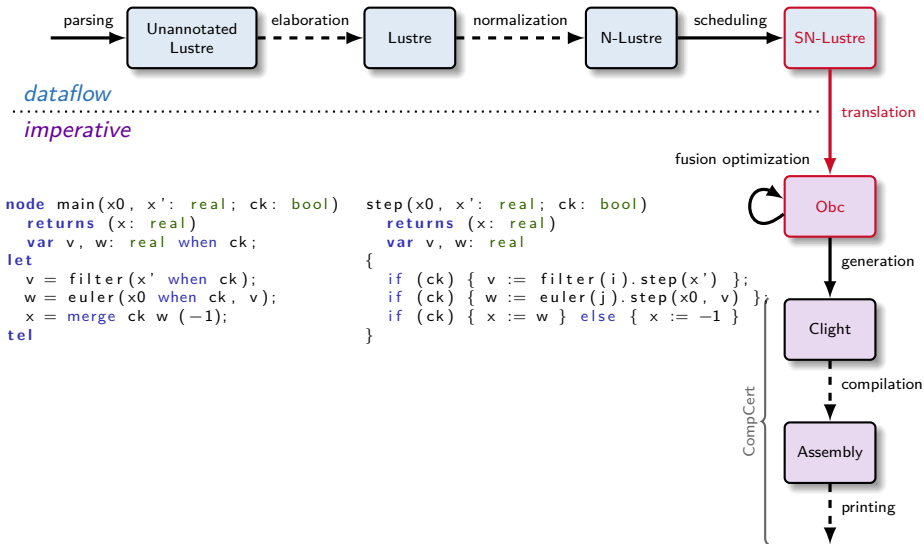 parsing
Unannotated
Lustre
elaboration
Lustre
normalization
N-Lustre
scheduling
SN-Lustre
dataflow
imperative
translation
fusion optimization
Obc
node main(x0, x': real; ck: bool)
returns (x: real)
var v, w: real when ck;
let
v = filter(x' when ck);
w = euler(x0 when ck, v);
x = merge ck w (−1);
tel
step(x0, x': real; ck: bool)
returns (x: real)
var v, w: real
{
if (ck) { v := filter(i).step(x') };
if (ck) { w := euler(j).step(x0, v) };
if (ck) { x := w } else { x := −1 }
}
generation
Clight
compilation
CompCert
Assembly
printing